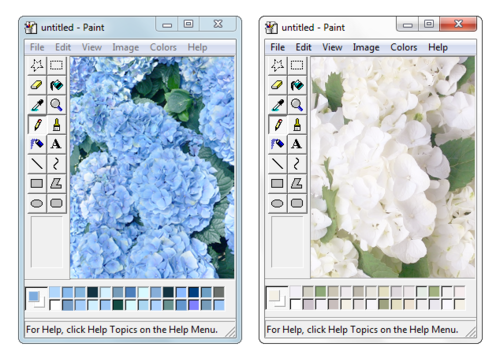 untitled - Paint
File Edit View Image Colors Help
A
For Help, click Help Topics on the Help Menu.
untitled - Paint
File Edit View Image Colors Help
A
For Help, click Help Topics on the Help Menu.